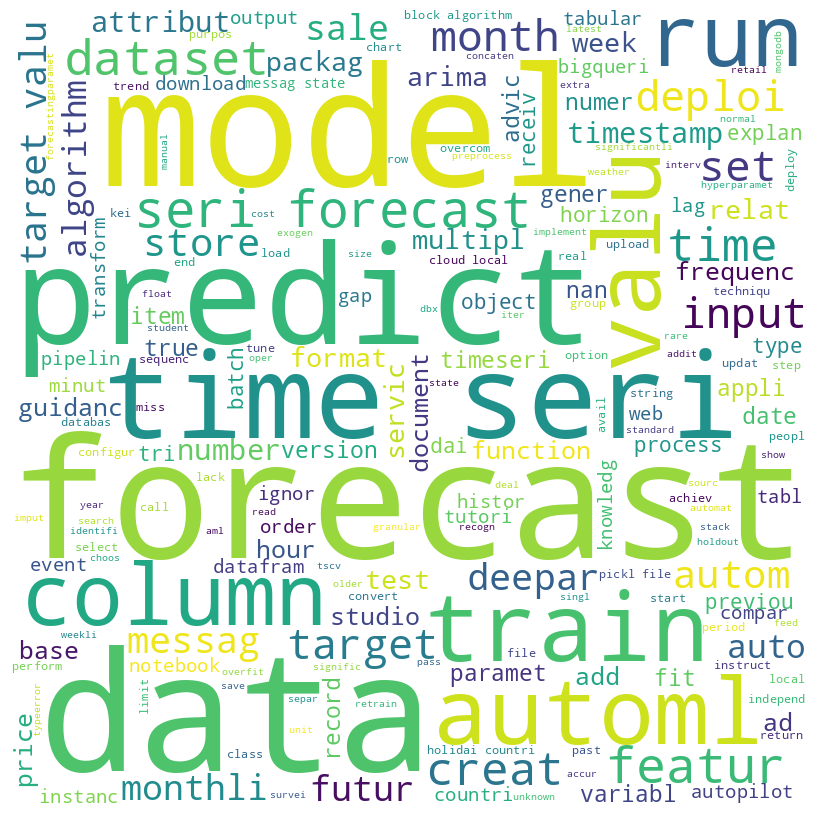 attribut output sale block algorithm tabular
purpos chart month concaten latest run mongodb
dataset packag week retail
target valu forecastingparamet trend download messag state arima advic receiv bigqueri extra
model numer deploi normal
algorithm manual row overcom preprocess timestamp significantli explan
kei cost seri forecast gener weather interv set hyperparamet deploy
exogen horizon lag relat
transform store multipl implement valu time
end load size cloud local real upload frequenc
predict float gap object nan techniqu
item dbx iter group input
student true tune format timeseri option rare addit
pipelin sequenc oper batch updat type step
minut time seri state string appli
guidanc miss servic document avail web date
databas standard peopl
tri number version dai function process
configur lack forecast deal sourc show
imput year search call ignor histor achiev tabl
identifi read granular tutori knowledg automat
choos aml order recogn stack holdout
select hour
event datafram tscv test deepar pickl file autom
column older convert studio singl start previou
weekli train compar period feed
base messag target file instruct auto
perform notebook overfit signific pass paramet add fit local
typeerror limit save separ retrain record independ
data unit automl ad return
price class holidai countri past
creat featur
instanc monthli survei futur countri unknown accur variabl autopilot